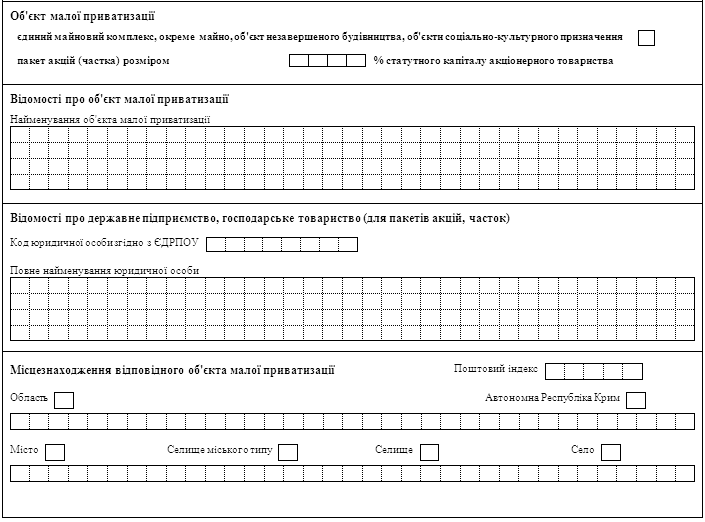 Об'єкт малої приватизації
єдиний майновий комплекс, окреме майно, об'єкт незавершеного будівництва, об'єкти соціально-культурного призначення
пакет акцій (частка) розміром % статутного капіталу акціонерного товариства
Відомості про об'єкт малої приватизації
Найменування об'єкта малої приватизації
Відомості про державне підприємство, господарське товариство (для пакетів акцій, часток)
Код юридичної особи згідно з ЄДРПОУ
Повне найменування юридичної особи
Місцезнаходження відповідного об'єкта малої приватизації Поштовий індекс
Область Автономна Республіка Крим
Місто Селище міського типу Селище Село